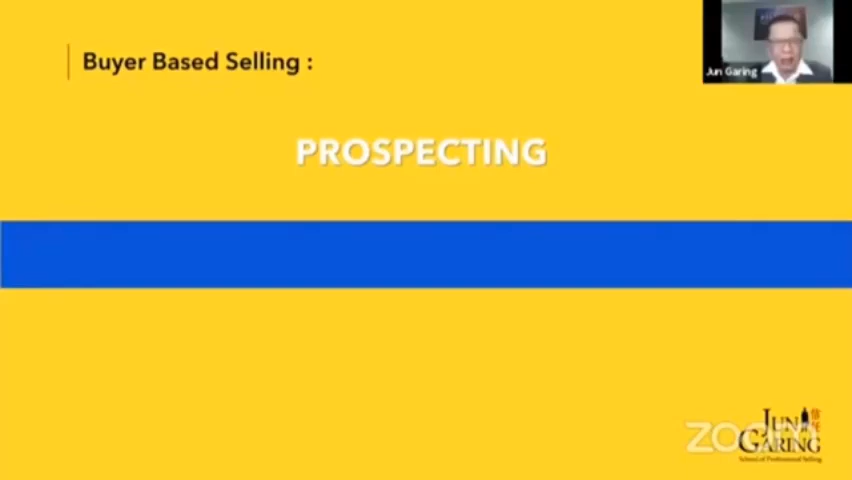 Buyer Based Selling :
Jun Garing
PROSPECTING
zoom
JUN
GARING
School of Professional Selling